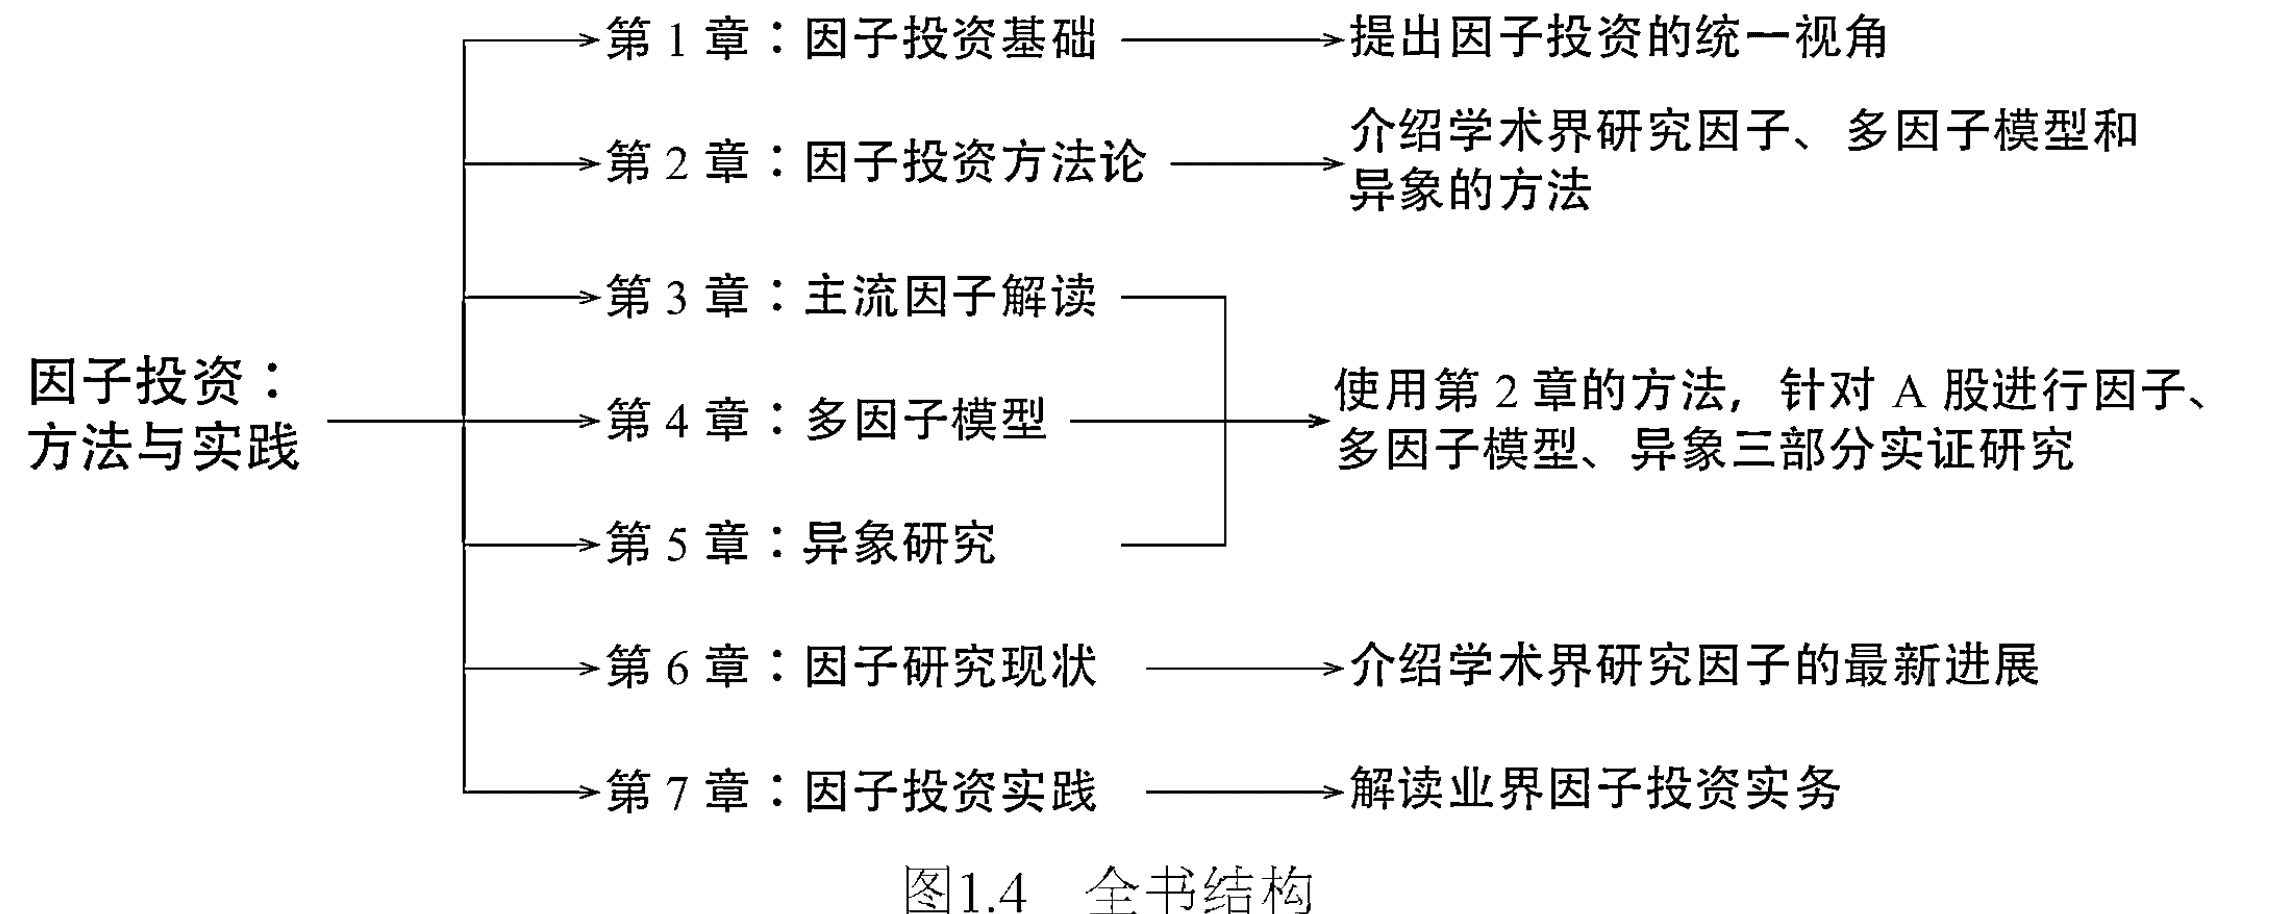 因子投资：
方法与实践
第 1 章：因子投资基础
提出因子投资的统一视角
第 2 章：因子投资方法论
介绍学术界研究因子、多因子模型和
异象的方法
第 3 章：主流因子解读
第 4 章：多因子模型
第 5 章：异象研究
使用第 2 章的方法，针对 A 股进行因子、
多因子模型、异象三部分实证研究
第 6 章：因子研究现状
介绍学术界研究因子的最新进展
第 7 章：因子投资实践
解读业界因子投资实务
图1.4 全书结构